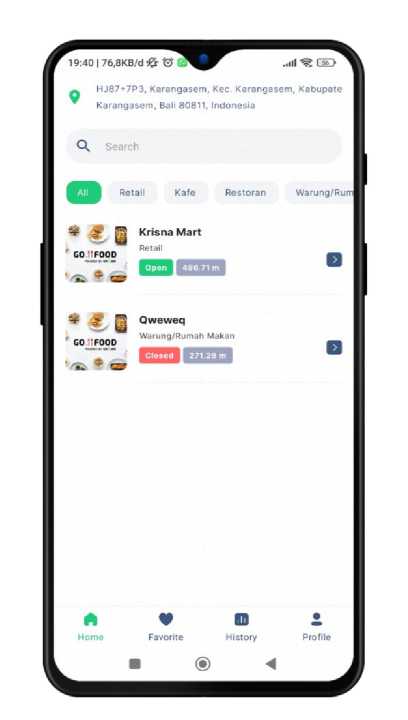 19:40 | 76,8KB/d
56
HJ87+7P3, Karangasem, Kec. Karangasem, Kabupate
Karangasem, Bali 80811, Indonesia
Search
All
Retail
Kafe
Restoran
Warung/Rum
Krisna Mart
Retail
Open
486.71 m
GO.!!FOOD
Qweweq
Warung/Rumah Makan
Closed
271.29 m
GO.!!FOOD
Home
Favorite
History
Profile